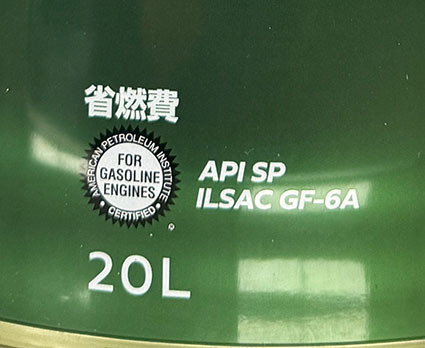 省燃費
AMERICAN PETROLEUM INSTITUTE
FOR
GASOLINE
ENGINES
CERTIFIED
API SP
ILSAC GF-6A
20L